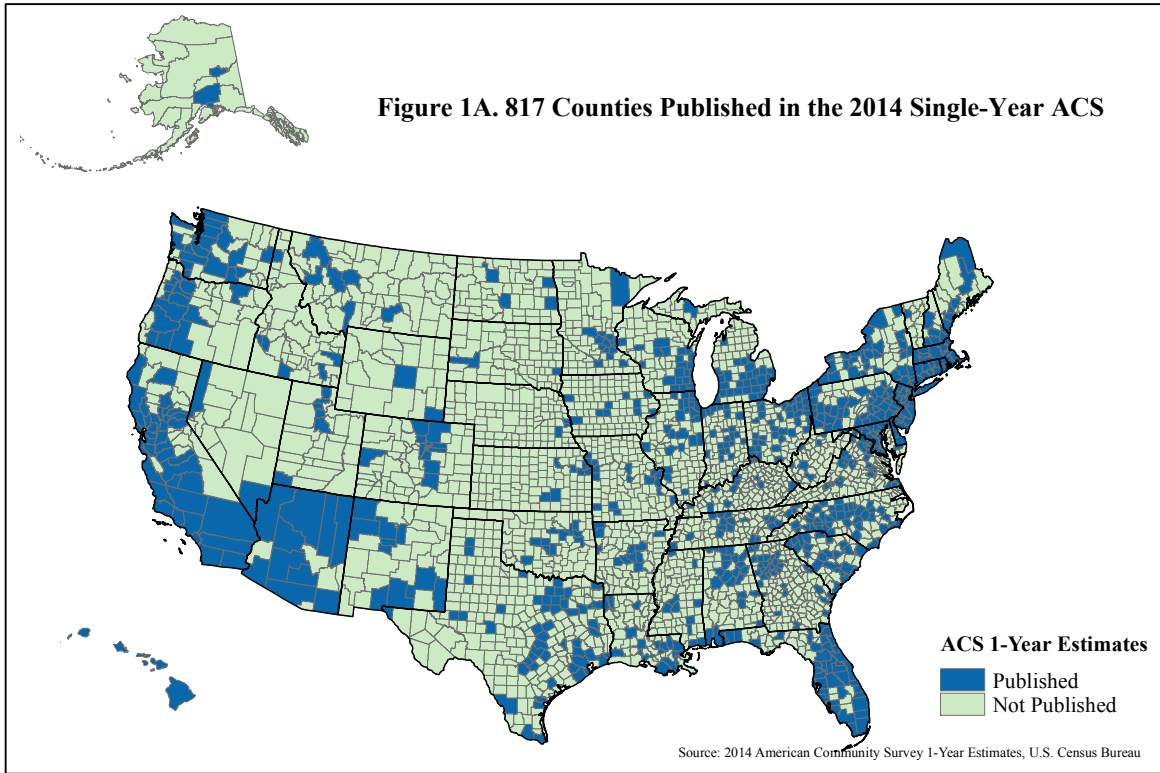 Figure 1A. 817 Counties Published in the 2014 Single-Year ACS
ACS 1-Year Estimates
Published
Not Published
Source: 2014 American Community Survey 1-Year Estimates, U.S. Census Bureau